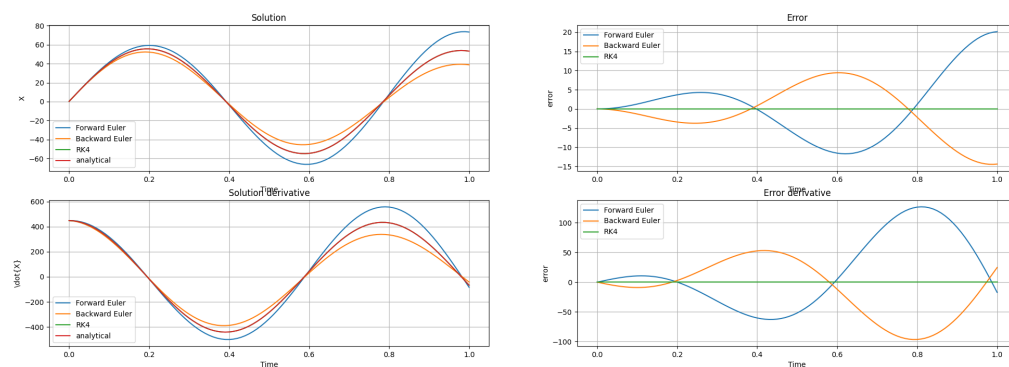 Solution
80
60
40
20
0
−20
−40
−60
X
Forward Euler
Backward Euler
RK4
analytical
0.0 0.2 0.4 0.6 0.8 1.0
Time
Error
20
15
10
5
0
−5
−10
−15
error
Forward Euler
Backward Euler
RK4
0.0 0.2 0.4 0.6 0.8 1.0
Time
Solution derivative
600
400
200
0
−200
−400
\dot{X}
Forward Euler
Backward Euler
RK4
analytical
0.0 0.2 0.4 0.6 0.8 1.0
Time
Error derivative
100
50
0
−50
−100
error
Forward Euler
Backward Euler
RK4
0.0 0.2 0.4 0.6 0.8 1.0
Time